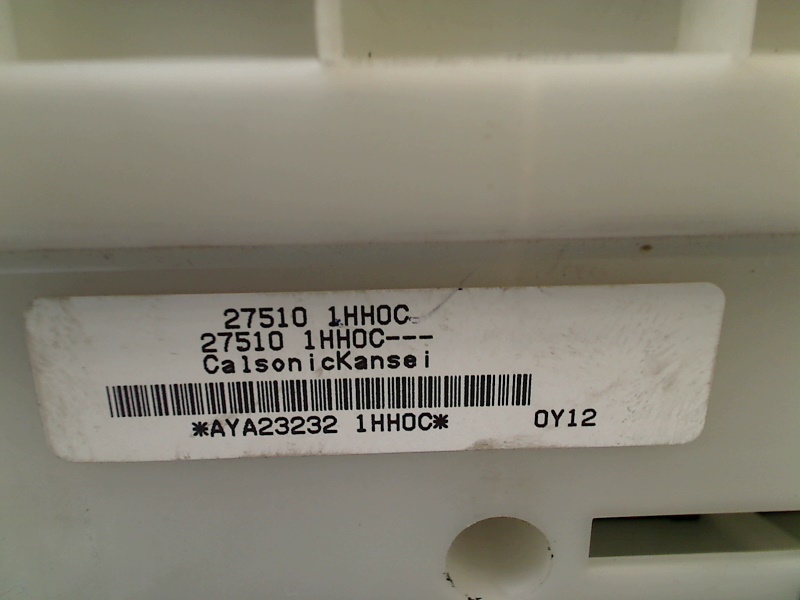 27510 1HH0C
27510 1HH0C---
CalsonicKansei
*AYA23232 1HH0C*
0Y12